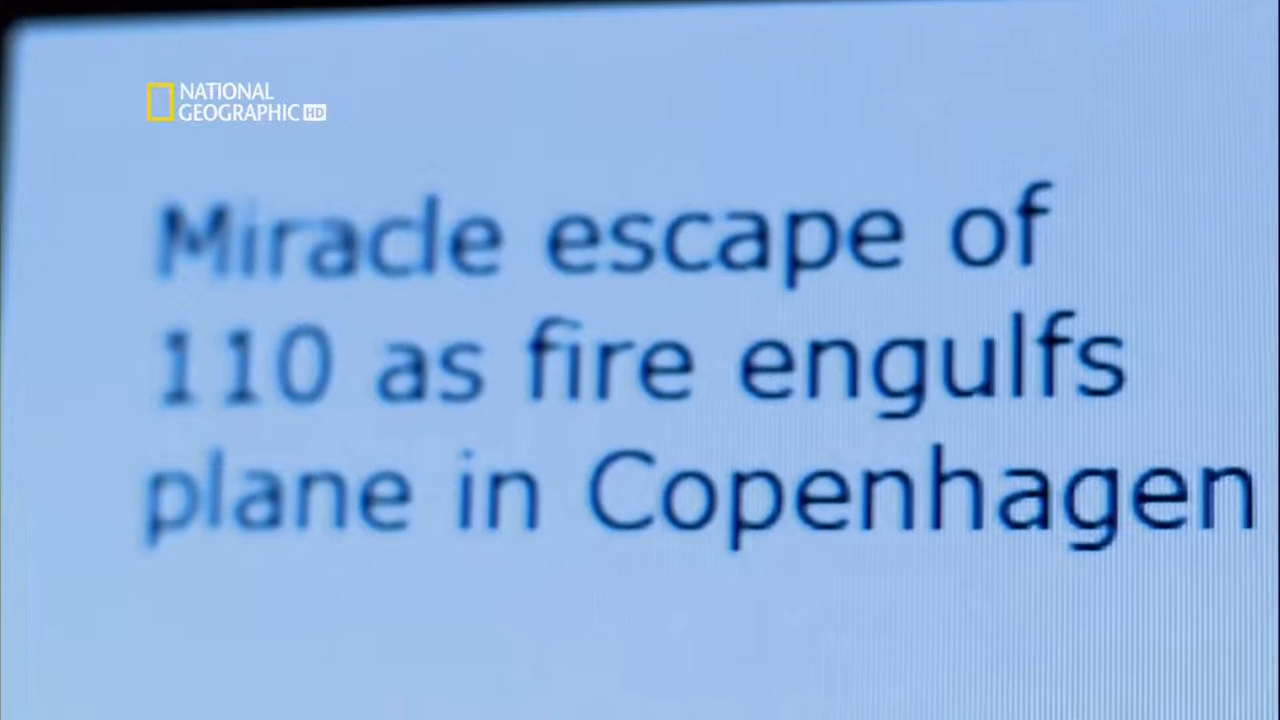 NATIONAL
GEOGRAPHIC HD
Miracle escape of
110 as fire engulfs
plane in Copenhagen